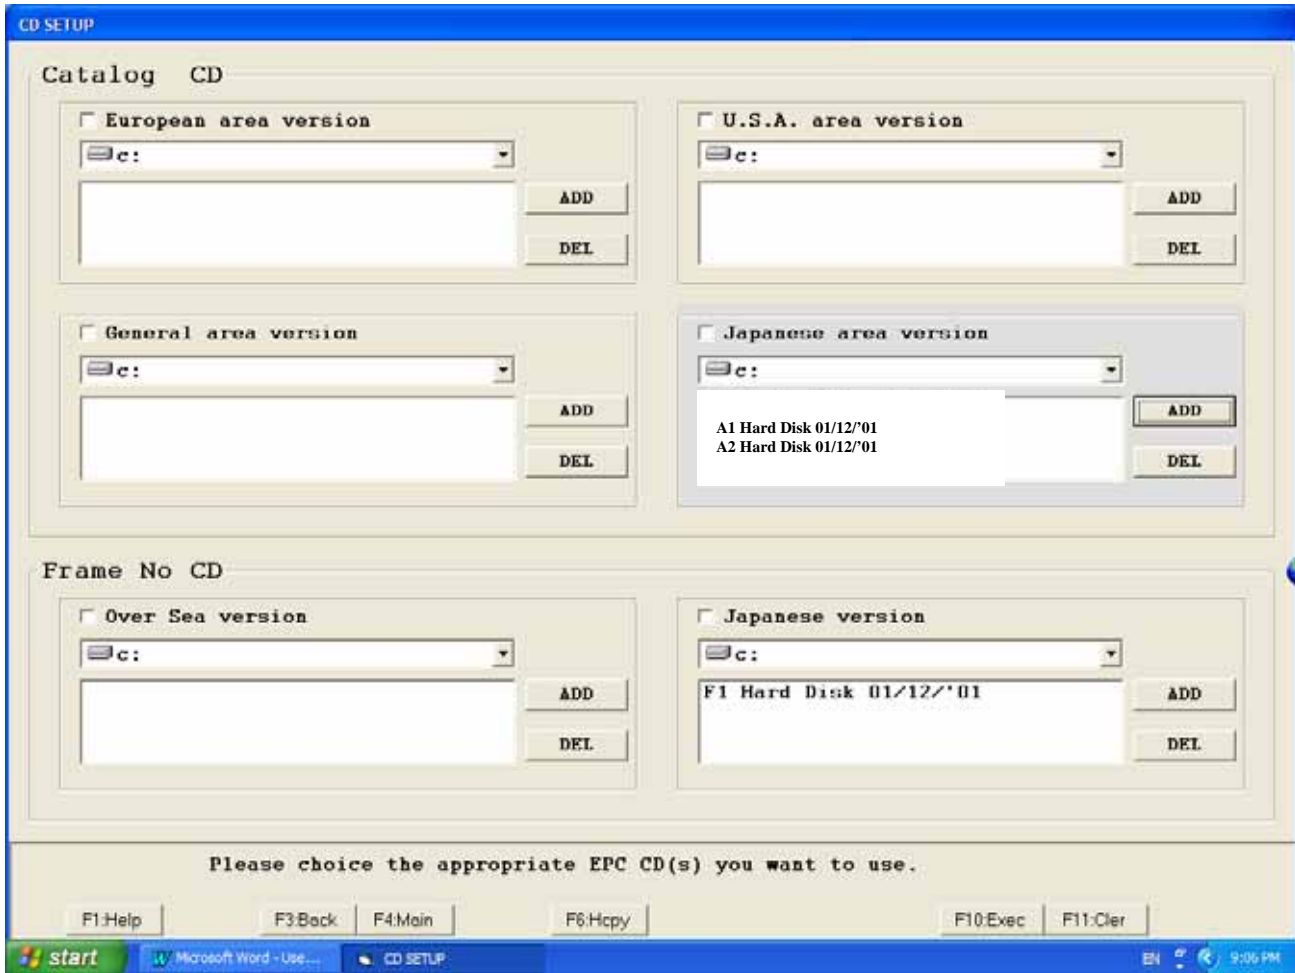 CD SETUP
Catalog CD
European area version
c:
ADD
DEL
U.S.A. area version
c:
ADD
DEL
General area version
c:
ADD
DEL
Japanese area version
c:
A1 Hard Disk 01/12/’01
A2 Hard Disk 01/12/’01
ADD
DEL
Frame No CD
Over Sea version
c:
ADD
DEL
Japanese version
c:
F1 Hard Disk 01/12/'01
ADD
DEL
Please choice the appropriate EPC CD(s) you want to use.
F1:Help F3:Back F4:Main F6:Hcpy F10:Exec F11:Cler
start Microsoft Word - Use.... CD SETUP EN 9:06 PM